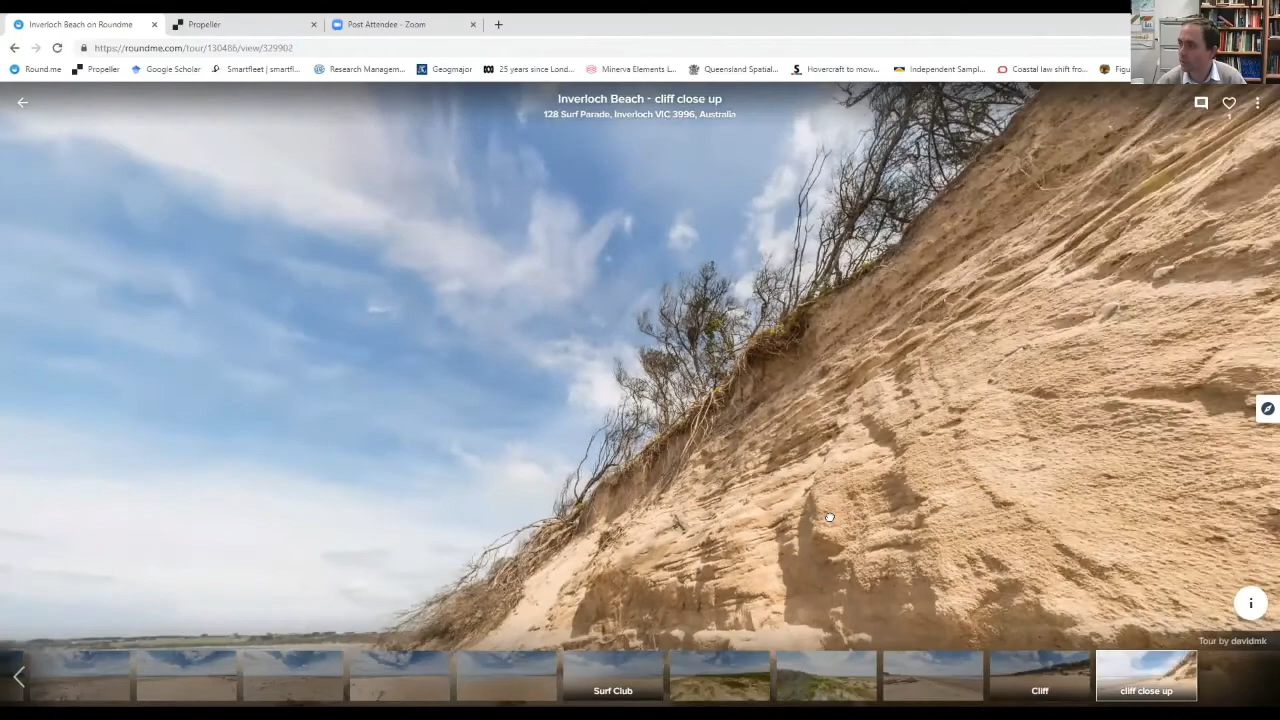 Inverloch Beach on Roundme
Propeller
Post Attendee - Zoom
https://roundme.com/tour/130486/view/329902
Round.me
Propeller
Google Scholar
Smartfleet | smartfl...
Research Managem...
Geogmajor
25 years since Lond...
Minerva Elements L...
Queensland Spatial...
Hovercraft to mow...
Independent Sampl...
Coastal law shift fro...
Figu
Inverloch Beach - cliff close up
128 Surf Parade, Inverloch VIC 3996, Australia
1
i
Tour by davidmk
Surf Club
Cliff
cliff close up